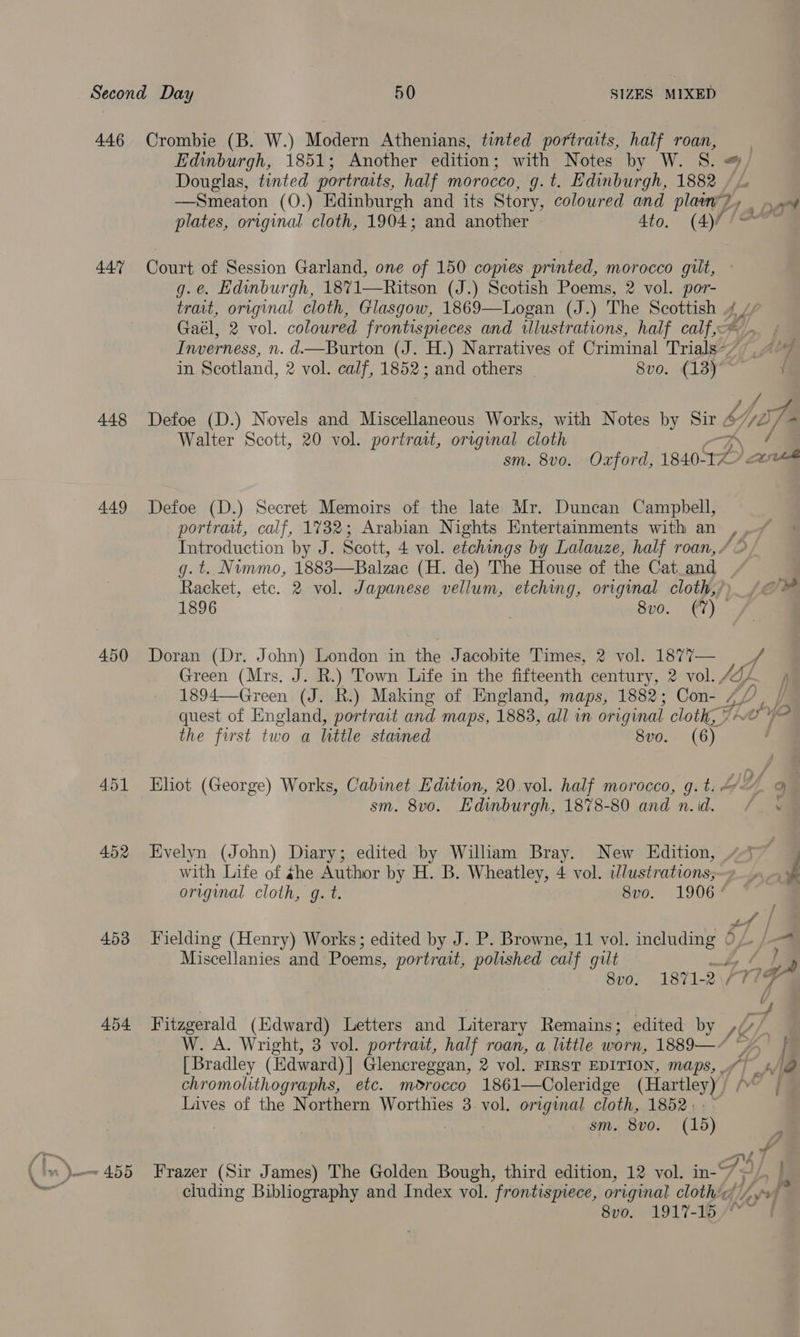 Second Day 50 SIZES MIXED
446 Crombie (B. W.) Modern Athenians, tinted portraits, half roan,
Edinburgh, 1851; Another edition; with Notes by W. S.
Douglas, tinted portraits, half morocco, g. t. Edinburgh, 1882
—Smeaton (O.) Edinburgh and its Story, coloured and plain
plates, original cloth, 1904; and another 4to. (4)
447 Court of Session Garland, one of 150 copies printed, morocco gilt,
g. e. Edinburgh, 1871—Ritson (J.) Scotish Poems, 2 vol. por-
trait, original cloth, Glasgow, 1869—Logan (J.) The Scottish
Gaël, 2 vol. coloured frontispieces and illustrations, half calf,
Inverness, n. d.—Burton (J. H.) Narratives of Criminal Trials
in Scotland, 2 vol. calf, 1852; and others 8vo. (13)
448 Defoe (D.) Novels and Miscellaneous Works, with Notes by Sir
Walter Scott, 20 vol. portrait, original cloth
sm. 8vo. Oxford, 1840-1
449 Defoe (D.) Secret Memoirs of the late Mr. Duncan Campbell,
portrait, calf, 1732; Arabian Nights Entertainments with an
Introduction by J. Scott, 4 vol. etchings by Lalauze, half roan,
g. t. Nimmo, 1883—Balzac (H. de) The House of the Cat and
Racket, etc. 2 vol. Japanese vellum, etching, original cloth,
1896 8vo. (7)
450 Doran (Dr. John) London in the Jacobite Times, 2 vol. 1877—
Green (Mrs. J. R.) Town Life in the fifteenth century, 2 vol.
1894—Green (J. R.) Making of England, maps, 1882; Con-
quest of England, portrait and maps, 1883, all in original cloth,
the first two a little stained 8vo. (6)
451 Eliot (George) Works, Cabinet Edition, 20 vol. half morocco, g. t.
sm. 8vo. Edinburgh, 1878-80 and n. d.
452 Evelyn (John) Diary; edited by William Bray. New Edition,
with Life of the Author by H. B. Wheatley, 4 vol. illustrations,
original cloth, g. t. 8vo. 1906
453 Fielding (Henry) Works; edited by J. P. Browne, 11 vol. including
Miscellanies and Poems, portrait, polished calf gilt
8vo. 1871-2
454 Fitzgerald (Edward) Letters and Literary Remains; edited by
W. A. Wright, 3 vol. portrait, half roan, a little worn, 1889—
[Bradley (Edward)] Glencreggan, 2 vol. FIRST EDITION, maps,
chromolithographs, etc. morocco 1861—Coleridge (Hartley)
Lives of the Northern Worthies 3 vol. original cloth, 1852
sm. 8vo. (15)
455 Frazer (Sir James) The Golden Bough, third edition, 12 vol. in-
cluding Bibliography and Index vol. frontispiece, original cloth
8vo. 1917-15